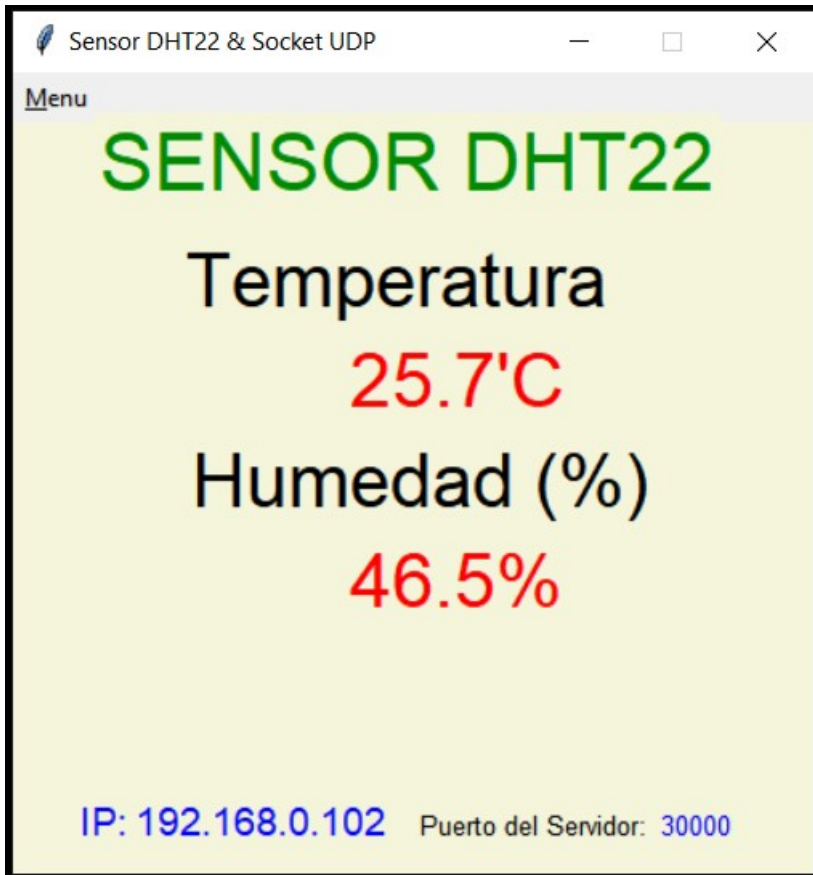 Sensor DHT22 & Socket UDP
Menu
SENSOR DHT22
Temperatura
25.7'C
Humedad (%)
46.5%
IP: 192.168.0.102 Puerto del Servidor: 30000